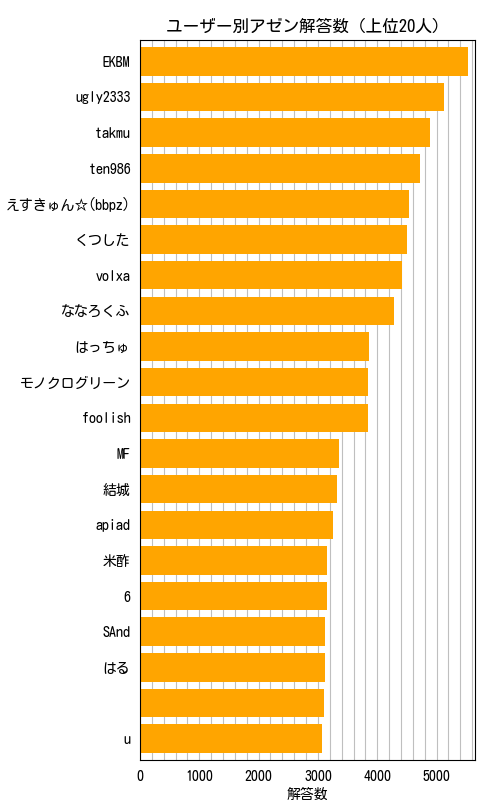 ユーザー別アゼン解答数 (上位20人)
EKBM
ugly2333
takmu
ten986
えすきゅん☆(bbpz)
くつした
volxa
ななろくふ
はっちゅ
モノクログリーン
foolish
MF
結城
apiad
米酢
6
SAnd
はる
u
0 1000 2000 3000 4000 5000
解答数